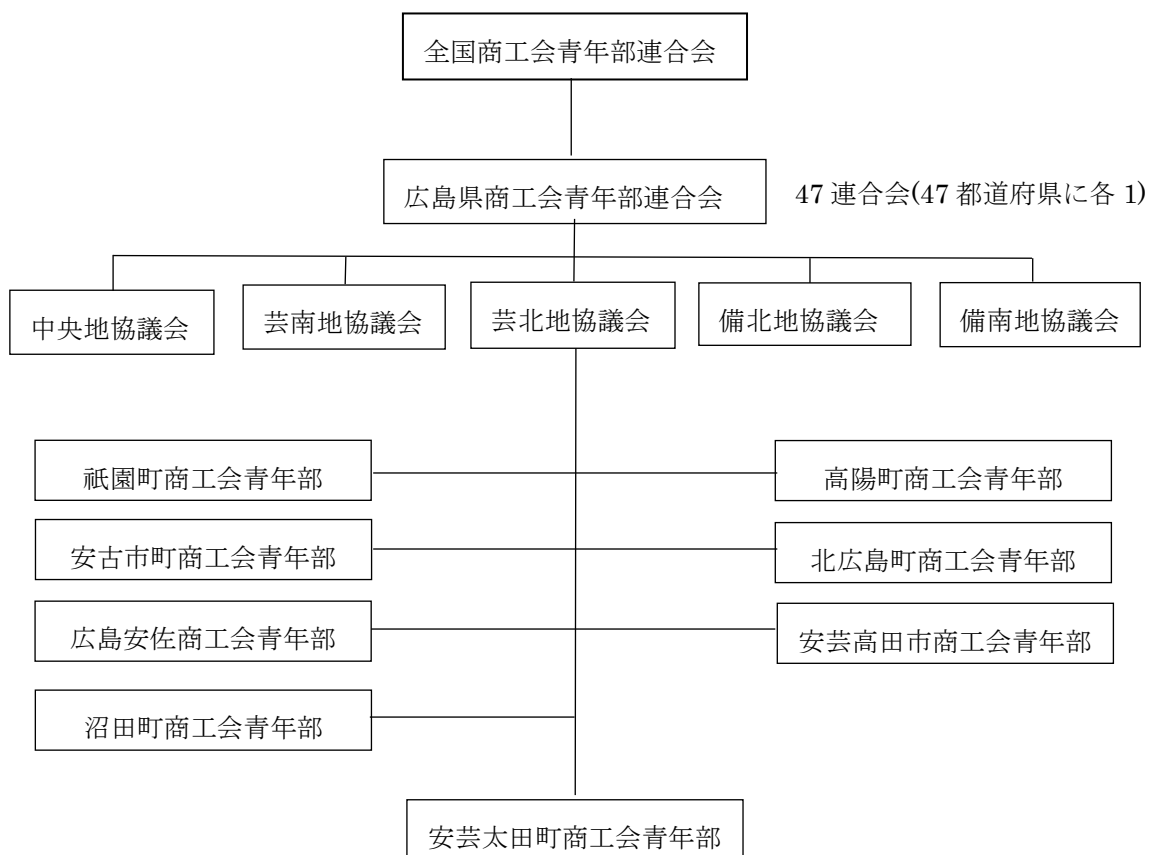 全国商工会青年部連合会
広島県商工会青年部連合会
47 連合会(47 都道府県に各 1)
中央地協議会
芸南地協議会
芸北地協議会
備北地協議会
備南地協議会
祇園町商工会青年部
高陽町商工会青年部
安古市町商工会青年部
北広島町商工会青年部
広島安佐商工会青年部
安芸高田市商工会青年部
沼田町商工会青年部
安芸太田町商工会青年部